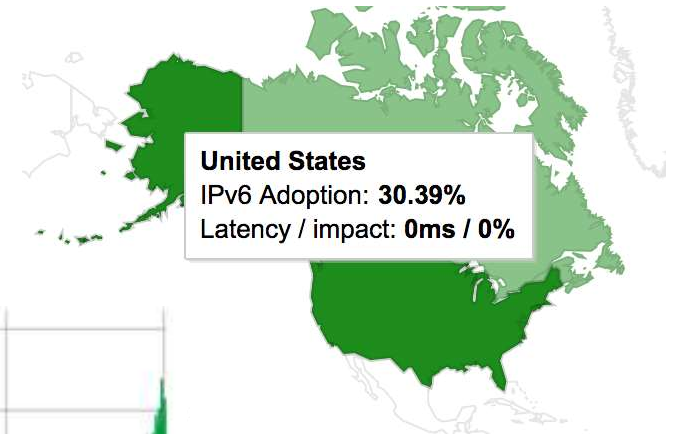 United States
IPv6 Adoption: 30.39%
Latency / impact: 0ms / 0%